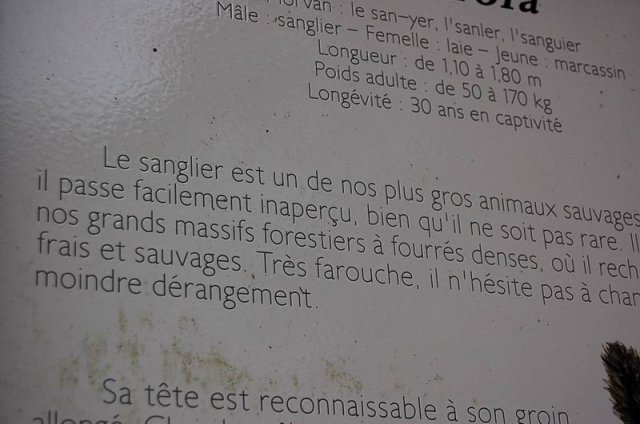 Morvan : le san-yer, l'sanler, l'sanguier
Mâle : sanglier – Femelle : laie – Jeune : marcassin
Longueur : de 1,10 à 1,80 m
Poids adulte : de 50 à 170 kg
Longévité : 30 ans en captivité
Le sanglier est un de nos plus gros animaux sauvages
il passe facilement inaperçu, bien qu'il ne soit pas rare. Il
nos grands massifs forestiers à fourrés denses, où il rech
frais et sauvages. Très farouche, il n'hésite pas à chan
moindre dérangement.
Sa tête est reconnaissable à son groin
allongé.